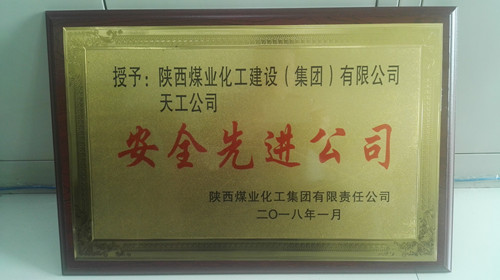 授予：陕西煤业化工建设（集团）有限公司
天工公司
安全先进公司
陕西煤业化工集团有限责任公司
二〇一八年一月